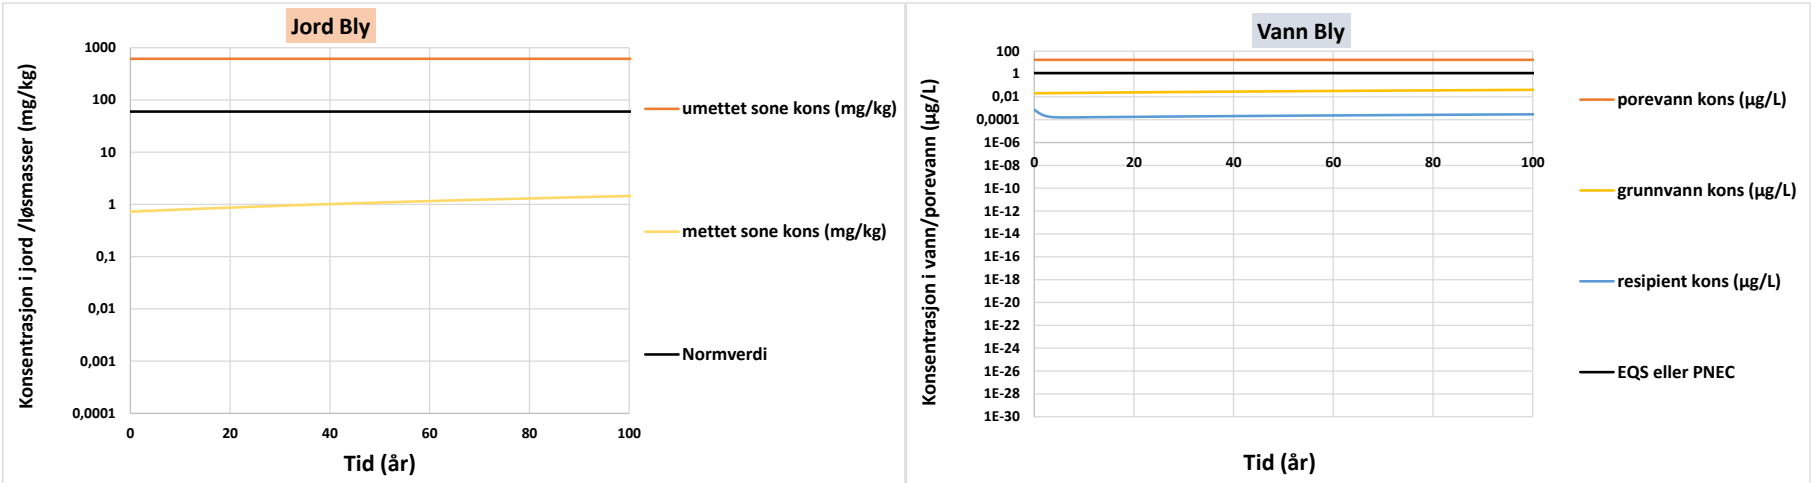 Jord Bly
Konsentrasjon i jord /løsmasser (mg/kg)
1000
100
10
1
0,1
0,01
0,001
0,0001
0 20 40 60 80 100
Tid (år)
umettet sone kons (mg/kg)
mettet sone kons (mg/kg)
Normverdi
Vann Bly
Konsentrasjon i vann/porevann (µg/L)
100
1
0,01
0,0001
1E-06
1E-08
1E-10
1E-12
1E-14
1E-16
1E-18
1E-20
1E-22
1E-24
1E-26
1E-28
1E-30
0 20 40 60 80 100
Tid (år)
porevann kons (µg/L)
grunnvann kons (µg/L)
resipient kons (µg/L)
EQS eller PNEC